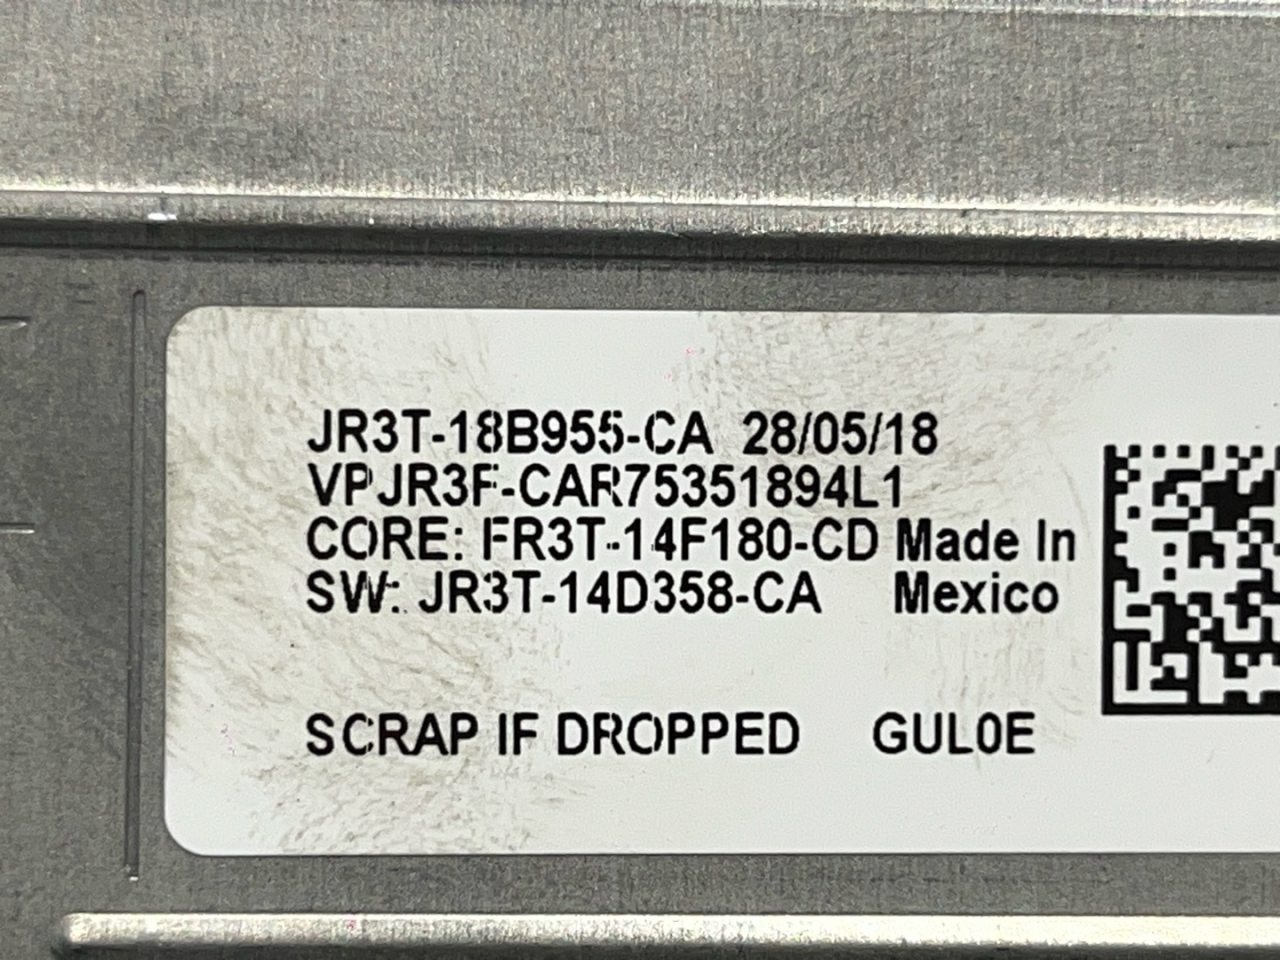 JR3T-18B955-CA 28/05/18
VPJR3F-CAR75351894L1
CORE: FR3T-14F180-CD Made In
SW: JR3T-14D358-CA Mexico
SCRAP IF DROPPED GUL0E